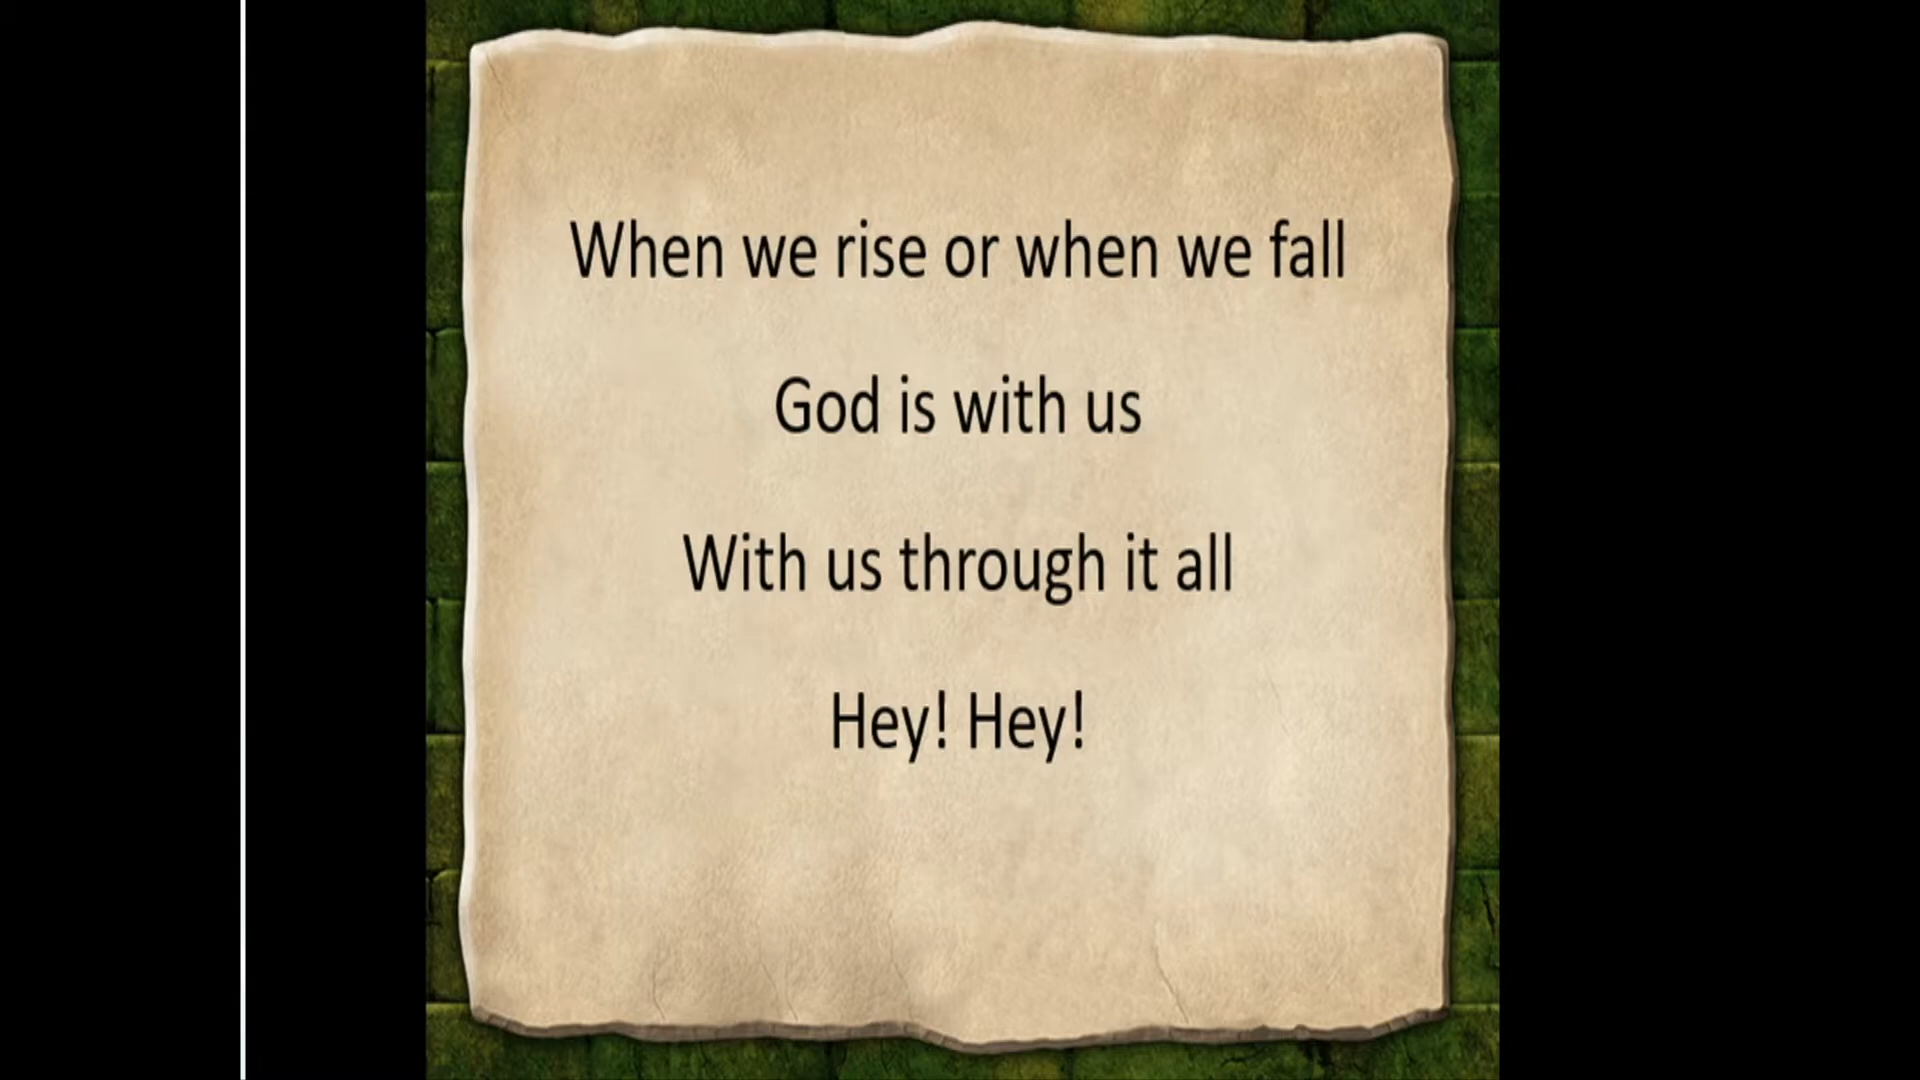 When we rise or when we fall
God is with us
With us through it all
Hey! Hey!